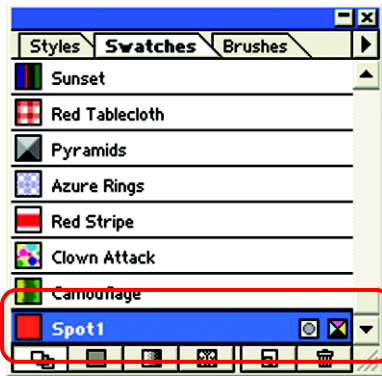 Styles Swatches Brushes
Sunset
Red Tablecloth
Pyramids
Azure Rings
Red Stripe
Clown Attack
Camouflage
Spot1